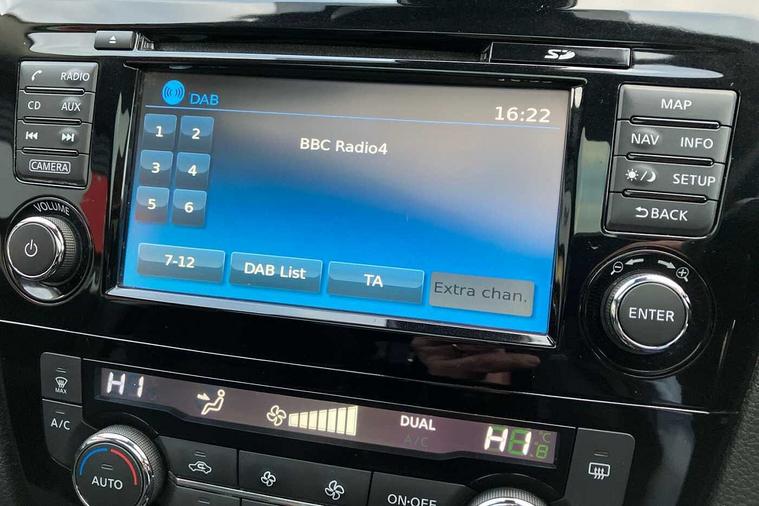 SD
RADIO
CD AUX
CAMERA
VOLUME
DAB
16:22
BBC Radio4
1 2
3 4
5 6
7-12
DAB List
TA
Extra chan.
MAP
NAV INFO
SETUP
BACK
ENTER
MAX
A/C
HI
DUAL
A/C
HI
°C
AUTO
ON·OFF